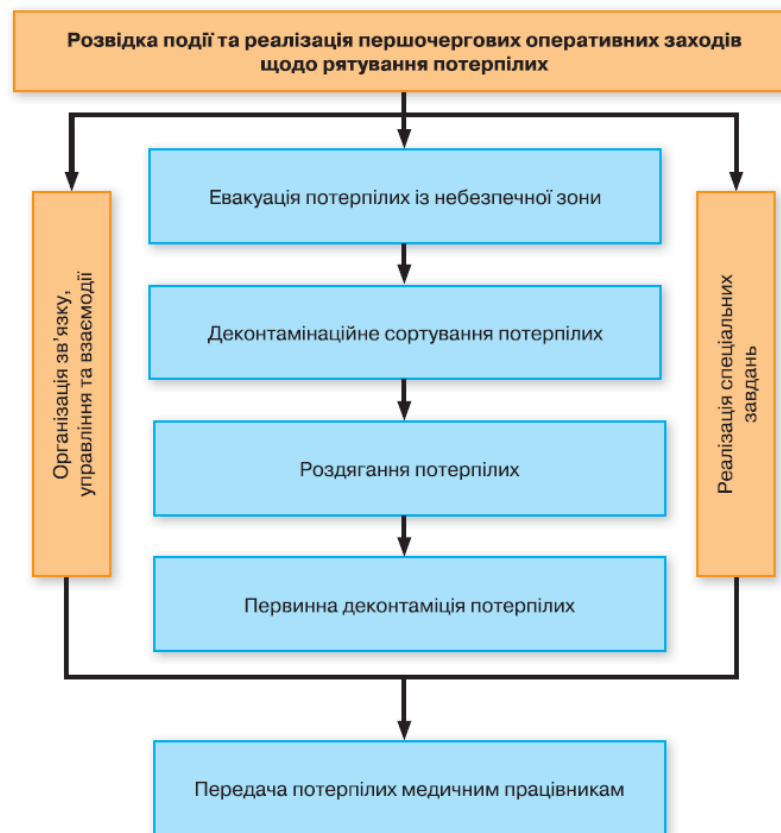 Розвідка події та реалізація першочергових оперативних заходів
щодо рятування потерпілих
Евакуація потерпілих із небезпечної зони
Організація зв’язку,
управління та взаємодії
Реалізація спеціальних
завдань
Деконтамінаційне сортування потерпілих
Роздягання потерпілих
Первинна деконтаміція потерпілих
Передача потерпілих медичним працівникам